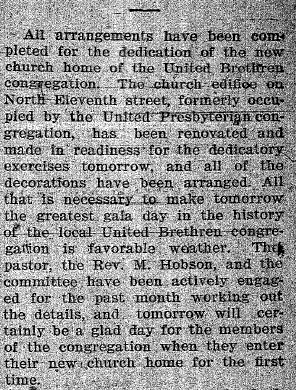 All arrangements have been com-
pleted for the dedication of the new
church home of the United Brethren
congregation. The church edifice on
North Eleventh street, formerly occu-
pied by the United Presbyterian con-
gregation, has been renovated and
made in readiness for the dedicatory
exercises tomorrow, and all of the
decorations have been arranged. All
that is necessary to make tomorrow
the greatest gala day in the history
of the local United Brethren congre-
gation is favorable weather. The
pastor, the Rev. M. Hobson, and the
committee have been actively engag-
ed for the past month working out
the details, and tomorrow will cer-
tainly be a glad day for the members
of the congregation when they enter
their new church home for the first
time.